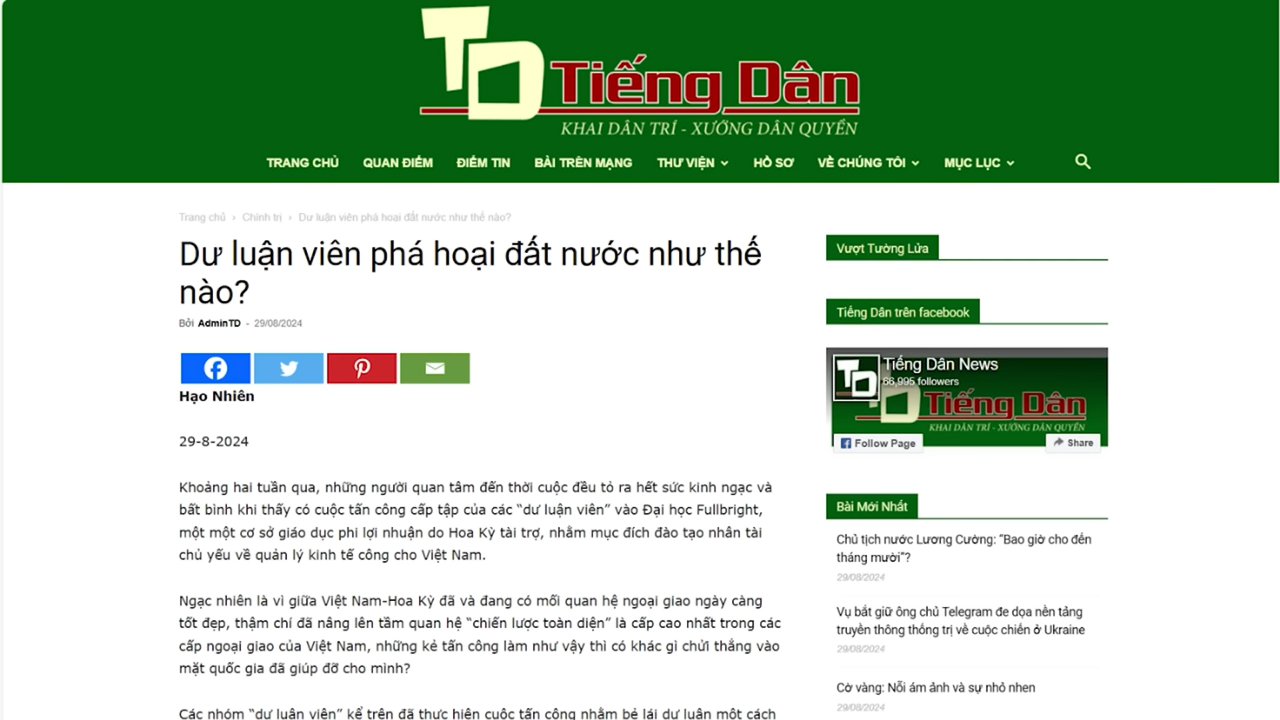 TD Tiếng Dân
KHAI DÂN TRÍ - XƯỚNG DÂN QUYỀN
TRANG CHỦ QUAN ĐIỂM ĐIỂM TIN BÀI TRÊN MẠNG THƯ VIỆN HỒ SƠ VỀ CHÚNG TÔI MỤC LỤC
Trang chủ › Chính trị › Dư luận viên phá hoại đất nước như thế nào?
Dư luận viên phá hoại đất nước như thế
nào?
Bởi AdminTD - 29/08/2024
Hạo Nhiên
29-8-2024
Khoảng hai tuần qua, những người quan tâm đến thời cuộc đều tỏ ra hết sức kinh ngạc và
bất bình khi thấy có cuộc tấn công cấp tập của các “dư luận viên” vào Đại học Fullbright,
một một cơ sở giáo dục phi lợi nhuận do Hoa Kỳ tài trợ, nhằm mục đích đào tạo nhân tài
chủ yếu về quản lý kinh tế công cho Việt Nam.
Ngạc nhiên là vì giữa Việt Nam-Hoa Kỳ đã và đang có mối quan hệ ngoại giao ngày càng
tốt đẹp, thậm chí đã nâng lên tầm quan hệ “chiến lược toàn diện” là cấp cao nhất trong các
cấp ngoại giao của Việt Nam, những kẻ tấn công làm như vậy thì có khác gì chửi thẳng vào
mặt quốc gia đã giúp đỡ cho mình?
Các nhóm “dư luận viên” kể trên đã thực hiện cuộc tấn công nhằm bẻ lái dư luận một cách
Vượt Tường Lửa
Tiếng Dân trên facebook
TD Tiếng Dân News
66,995 followers
TD Tiếng Dân
KHAI DÂN TRÍ - XƯỚNG DÂN QUYỀN
Follow Page Share
Bài Mới Nhất
Chủ tịch nước Lương Cường: “Bao giờ cho đến
tháng mười”?
29/08/2024
Vụ bắt giữ ông chủ Telegram đe dọa nền tảng
truyền thông thống trị về cuộc chiến ở Ukraine
29/08/2024
Cờ vàng: Nỗi ám ảnh và sự nhỏ nhen
29/08/2024